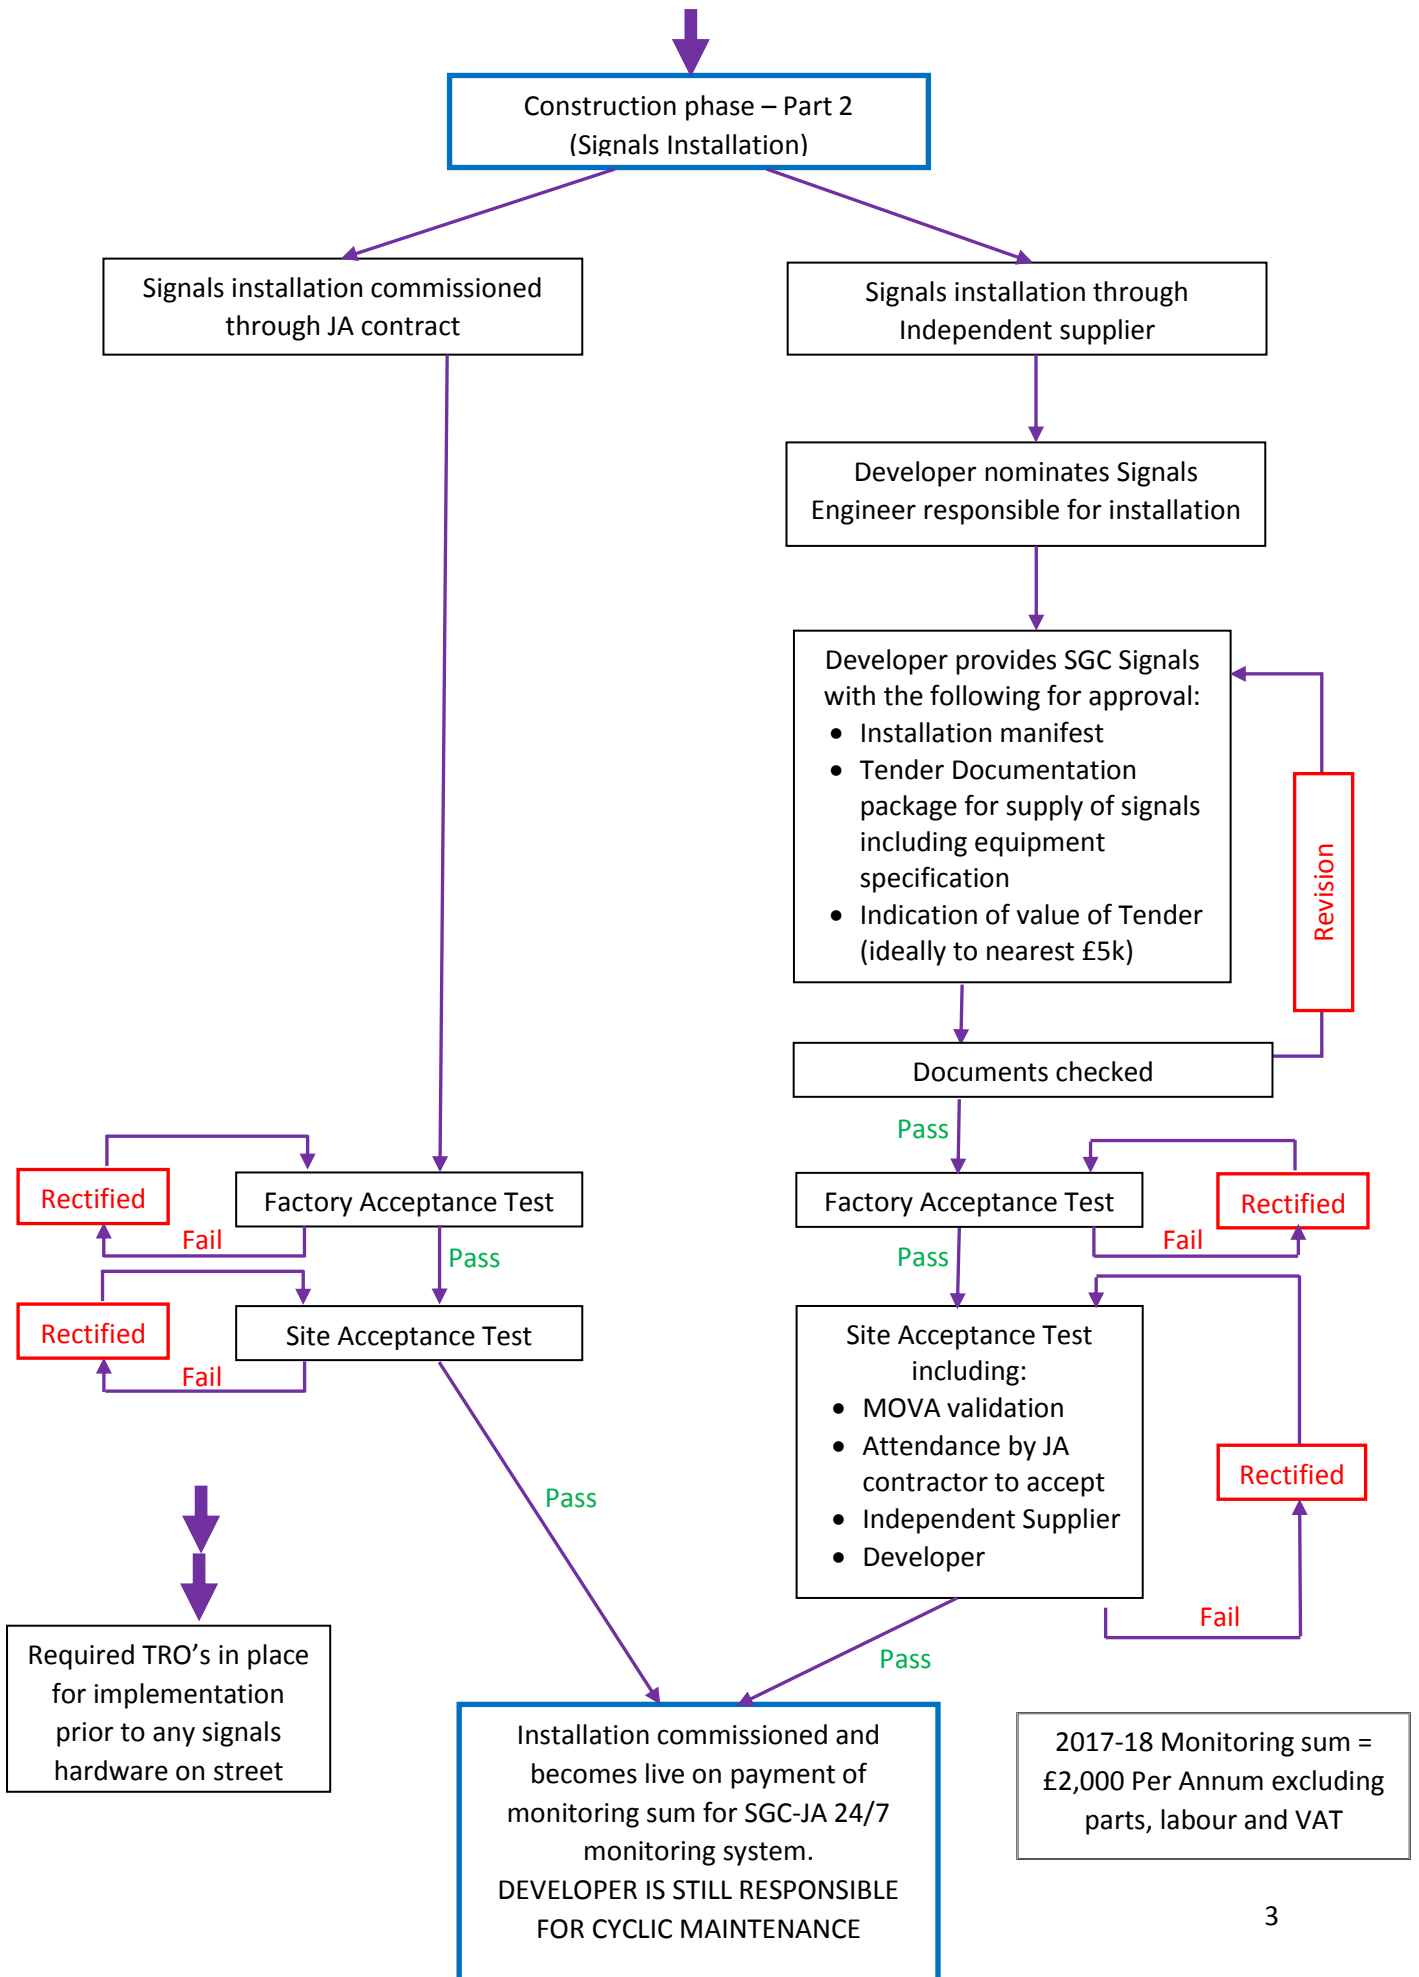 Construction phase – Part 2
(Signals Installation)
Signals installation commissioned
through JA contract
Signals installation through
Independent supplier
Developer nominates Signals
Engineer responsible for installation
Developer provides SGC Signals
with the following for approval:
• Installation manifest
• Tender Documentation
package for supply of signals
including equipment
specification
• Indication of value of Tender
(ideally to nearest £5k)
Revision
Documents checked
Pass
Rectified
Factory Acceptance Test
Fail
Pass
Factory Acceptance Test
Rectified
Fail
Pass
Rectified
Site Acceptance Test
Fail
Pass
Site Acceptance Test
including:
• MOVA validation
• Attendance by JA
contractor to accept
• Independent Supplier
• Developer
Rectified
Fail
Pass
Required TRO’s in place
for implementation
prior to any signals
hardware on street
Installation commissioned and
becomes live on payment of
monitoring sum for SGC-JA 24/7
monitoring system.
DEVELOPER IS STILL RESPONSIBLE
FOR CYCLIC MAINTENANCE
2017-18 Monitoring sum =
£2,000 Per Annum excluding
parts, labour and VAT
3